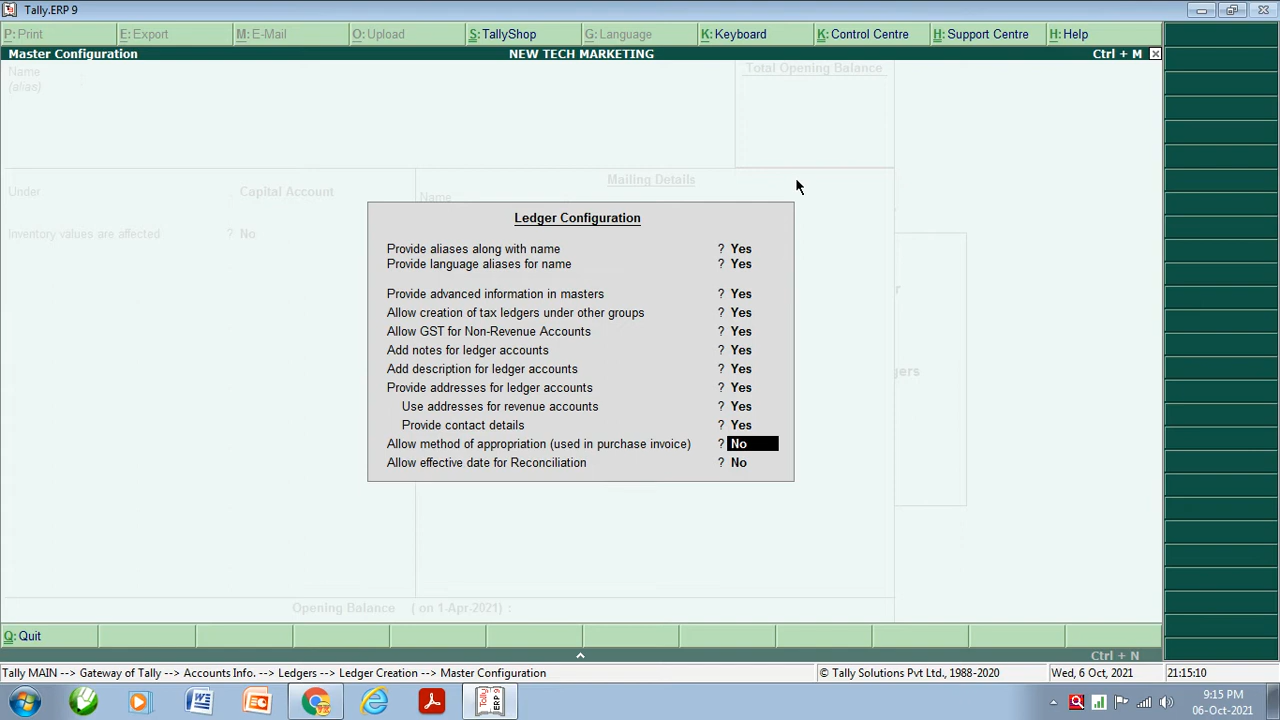 Tally.ERP 9
P: Print E: Export M: E-Mail O: Upload S: TallyShop G: Language K: Keyboard K: Control Centre H: Support Centre H: Help
Master Configuration NEW TECH MARKETING Ctrl + M
Name Total Opening Balance
(alias)
Mailing Details
Under : Capital Account Name
Inventory values are affected ? No
Ledger Configuration
Provide aliases along with name ? Yes
Provide language aliases for name ? Yes
Provide advanced information in masters ? Yes
Allow creation of tax ledgers under other groups ? Yes
Allow GST for Non-Revenue Accounts ? Yes
Add notes for ledger accounts ? Yes
Add description for ledger accounts ? Yes
Provide addresses for ledger accounts ? Yes
Use addresses for revenue accounts ? Yes
Provide contact details ? Yes
Allow method of appropriation (used in purchase invoice) ? No
Allow effective date for Reconciliation ? No
Opening Balance ( on 1-Apr-2021) :
Q: Quit
Ctrl + N
Tally MAIN --> Gateway of Tally --> Accounts Info. --> Ledgers --> Ledger Creation --> Master Configuration © Tally Solutions Pvt Ltd., 1988-2020 Wed, 6 Oct, 2021 21:15:10
9:15 PM
06-Oct-2021